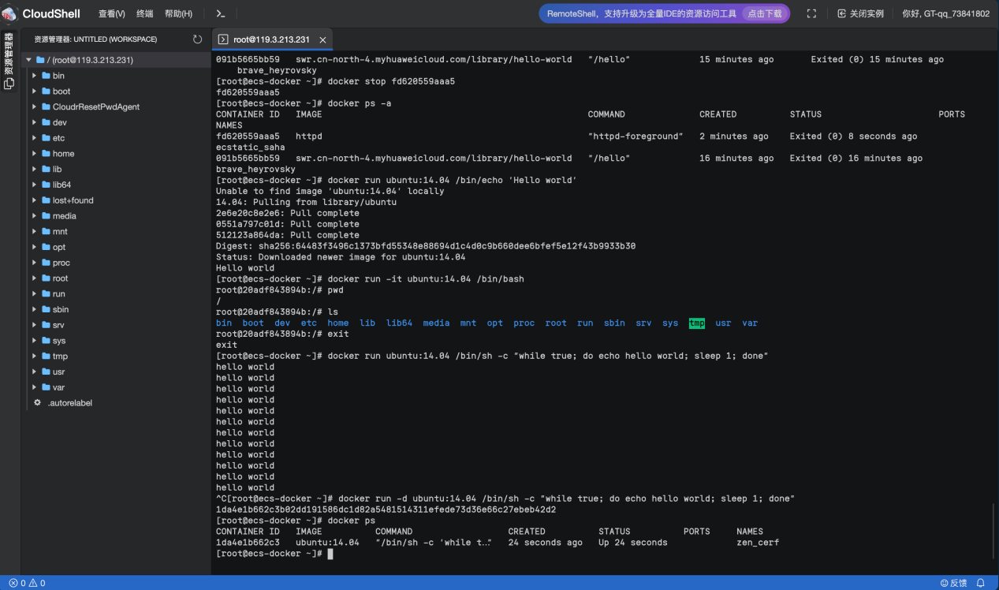 CloudShell 查看(V) 终端 帮助(H)
RemoteShell，支持升级为全量IDE的资源访问工具 点击下载
关闭实例 你好, GT-qq_73841802
资源管理器
资源管理器: UNTITLED (WORKSPACE)
/ (root@119.3.213.231)
bin
boot
CloudrResetPwdAgent
dev
etc
home
lib
lib64
lost+found
media
mnt
opt
proc
root
run
sbin
srv
sys
tmp
usr
var
.autorelabel
root@119.3.213.231
091b5665bb59 swr.cn-north-4.myhuaweicloud.com/library/hello-world "/hello" 15 minutes ago Exited (0) 15 minutes ago
brave_heyrovsky
[root@ecs-docker ~]# docker stop fd620559aaa5
fd620559aaa5
[root@ecs-docker ~]# docker ps -a
CONTAINER ID IMAGE COMMAND CREATED STATUS PORTS
NAMES
fd620559aaa5 httpd "httpd-foreground" 2 minutes ago Exited (0) 8 seconds ago
ecstatic_saha
091b5665bb59 swr.cn-north-4.myhuaweicloud.com/library/hello-world "/hello" 16 minutes ago Exited (0) 16 minutes ago
brave_heyrovsky
[root@ecs-docker ~]# docker run ubuntu:14.04 /bin/echo 'Hello world'
Unable to find image 'ubuntu:14.04' locally
14.04: Pulling from library/ubuntu
2e6e20c8e2e6: Pull complete
0551a797c01d: Pull complete
512123a864da: Pull complete
Digest: sha256:64483f3496c1373bfd55348e88694d1c4d0c9b660dee6bfef5e12f43b9933b30
Status: Downloaded newer image for ubuntu:14.04
Hello world
[root@ecs-docker ~]# docker run -it ubuntu:14.04 /bin/bash
root@20adf843894b:/# pwd
/
root@20adf843894b:/# ls
bin boot dev etc home lib lib64 media mnt opt proc root run sbin srv sys tmp usr var
root@20adf843894b:/# exit
exit
[root@ecs-docker ~]# docker run ubuntu:14.04 /bin/sh -c "while true; do echo hello world; sleep 1; done"
hello world
hello world
hello world
hello world
hello world
hello world
hello world
hello world
hello world
hello world
hello world
hello world
^C[root@ecs-docker ~]# docker run -d ubuntu:14.04 /bin/sh -c "while true; do echo hello world; sleep 1; done"
1da4e1b662c3b02dd191586dc1d82a5481514311efede73d36e66c27ebeb42d2
[root@ecs-docker ~]# docker ps
CONTAINER ID IMAGE COMMAND CREATED STATUS PORTS NAMES
1da4e1b662c3 ubuntu:14.04 "/bin/sh -c 'while t…" 24 seconds ago Up 24 seconds zen_cerf
[root@ecs-docker ~]#
0 0 反馈